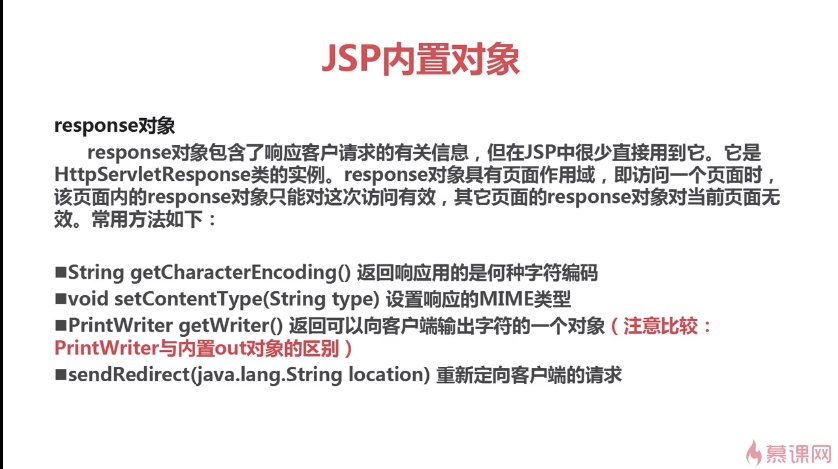 JSP内置对象
response对象
response对象包含了响应客户请求的有关信息，但在JSP中很少直接用到它。它是
HttpServletResponse类的实例。response对象具有页面作用域，即访问一个页面时，
该页面内的response对象只能对这次访问有效，其它页面的response对象对当前页面无
效。常用方法如下：
■String getCharacterEncoding() 返回响应用的是何种字符编码
■void setContentType(String type) 设置响应的MIME类型
■PrintWriter getWriter() 返回可以向客户端输出字符的一个对象（注意比较：
PrintWriter与内置out对象的区别）
■sendRedirect(java.lang.String location) 重新定向客户端的请求
慕课网